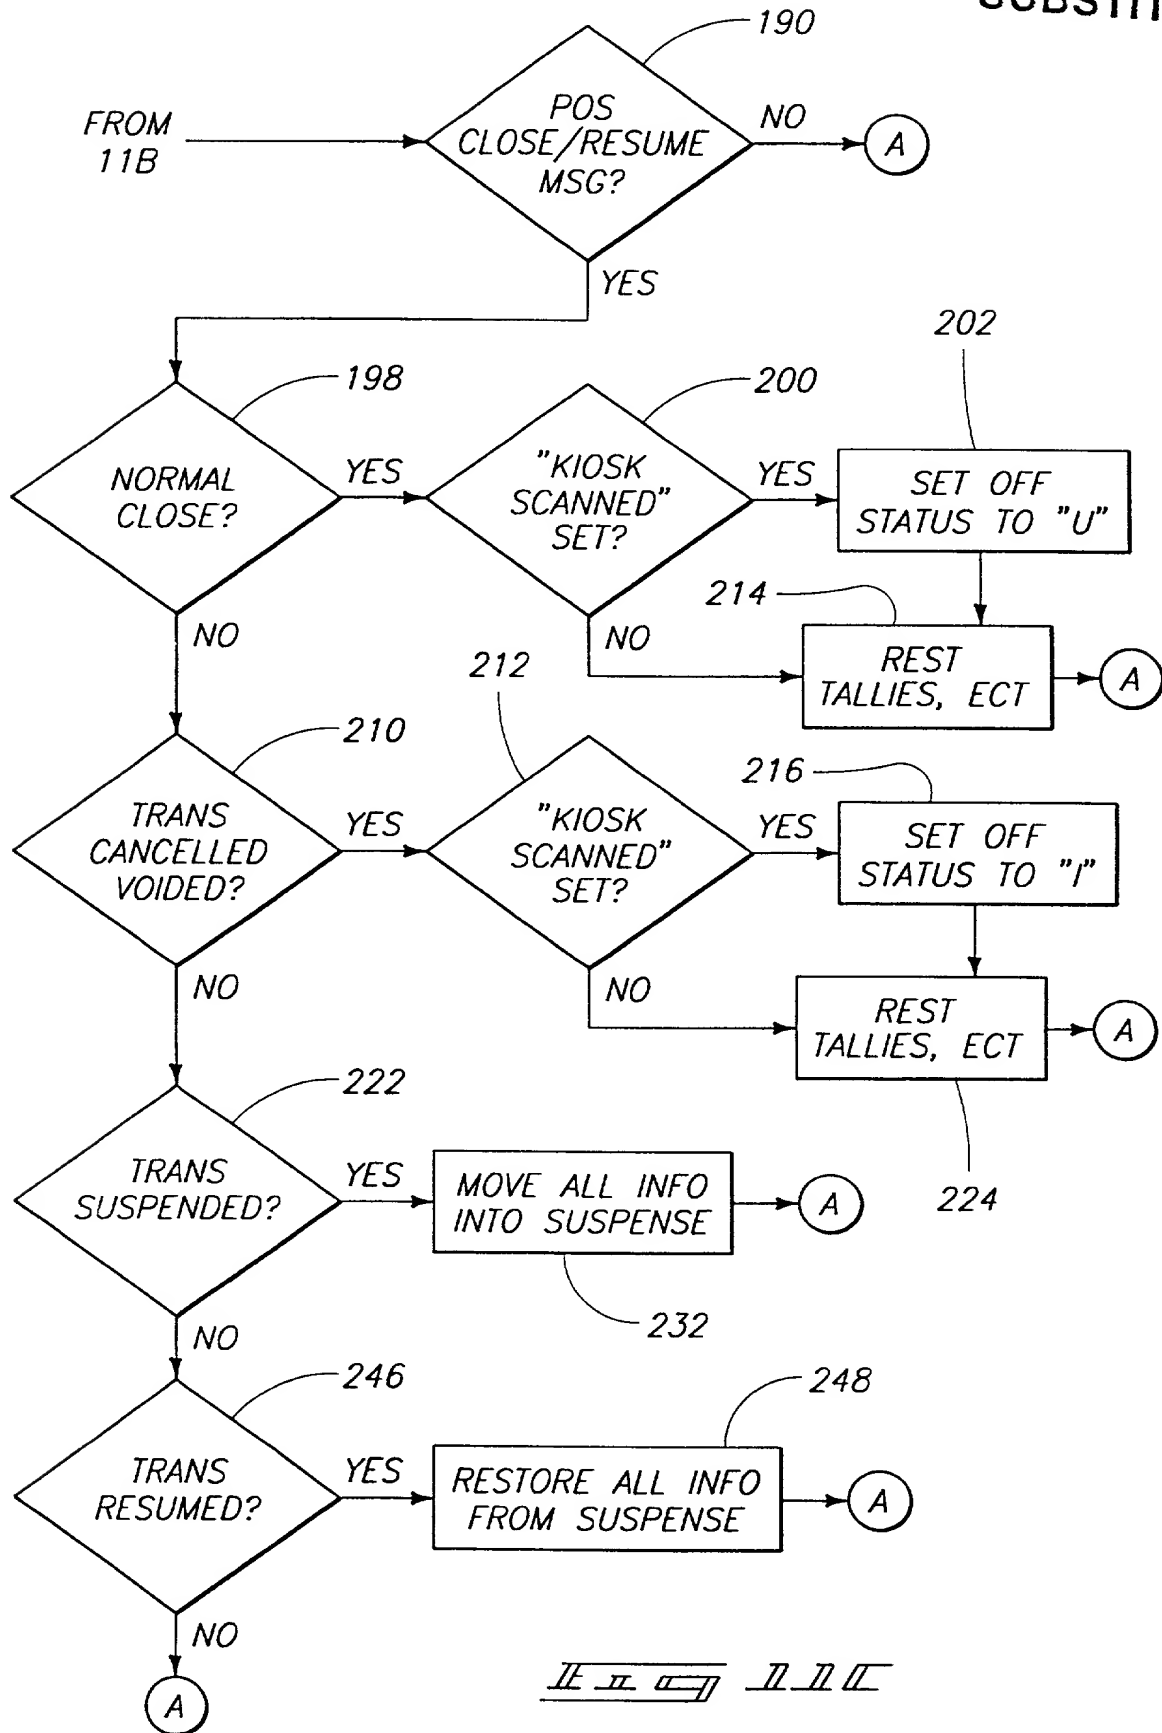 190
FROM
11B
POS
CLOSE/RESUME
MSG?
NO
A
YES
198
NORMAL
CLOSE?
YES
200
"KIOSK
SCANNED"
SET?
YES
202
SET OFF
STATUS TO "U"
NO
NO
214
REST
TALLIES, ECT
A
210
TRANS
CANCELLED
VOIDED?
YES
212
"KIOSK
SCANNED"
SET?
YES
216
SET OFF
STATUS TO "I"
NO
NO
REST
TALLIES, ECT
A
224
222
TRANS
SUSPENDED?
YES
MOVE ALL INFO
INTO SUSPENSE
A
232
NO
246
TRANS
RESUMED?
YES
248
RESTORE ALL INFO
FROM SUSPENSE
A
NO
A
Fig 11C